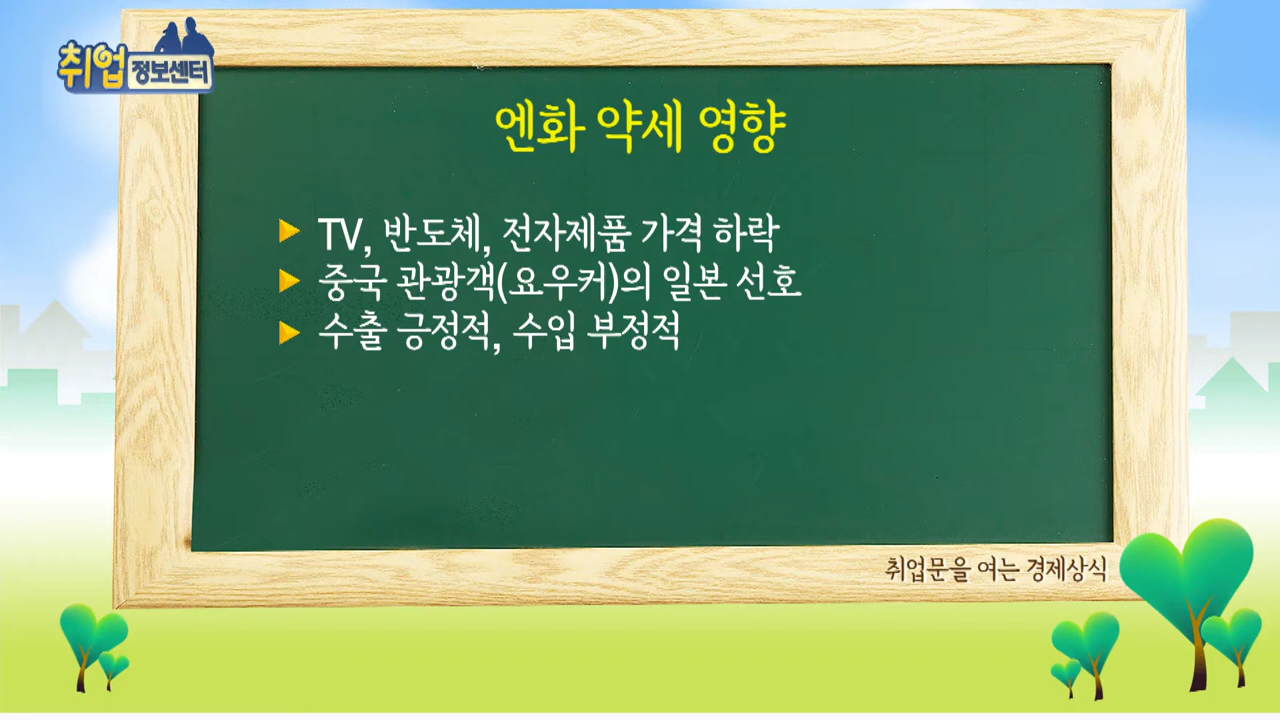 취업 정보센터
엔화 약세 영향
▶ TV, 반도체, 전자제품 가격 하락
▶ 중국 관광객(요우커)의 일본 선호
▶ 수출 긍정적, 수입 부정적
취업문을 여는 경제상식